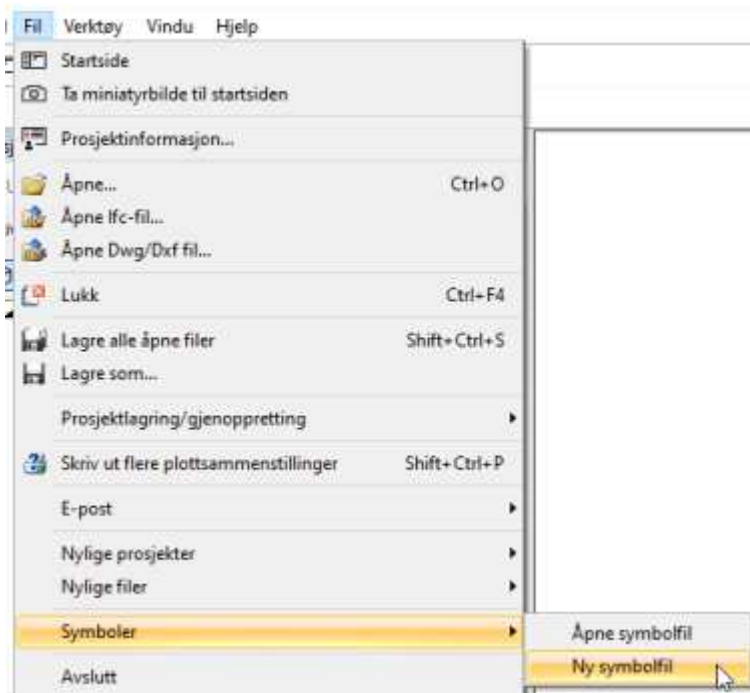 Fil Verktøy Vindu Hjelp
Startside
Ta miniatyrbilde til startsiden
Prosjektinformasjon...
Åpne... Ctrl+O
Åpne Ifc-fil...
Åpne Dwg/Dxf fil...
Lukk Ctrl+F4
Lagre alle åpne filer Shift+Ctrl+S
Lagre som...
Prosjektlagring/gjenoppretting
Skriv ut flere plottsammenstillinger Shift+Ctrl+P
E-post
Nylige prosjekter
Nylige filer
Symboler Åpne symbolfil
Ny symbolfil
Avslutt